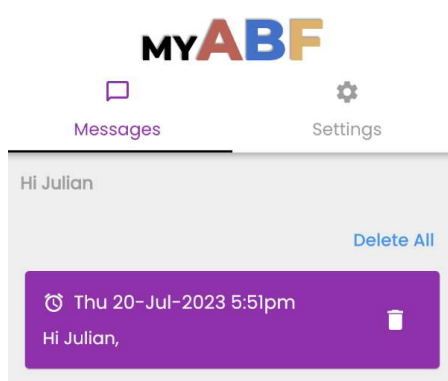 MYABF
Messages Settings
Hi Julian
Delete All
Thu 20-Jul-2023 5:51pm
Hi Julian,